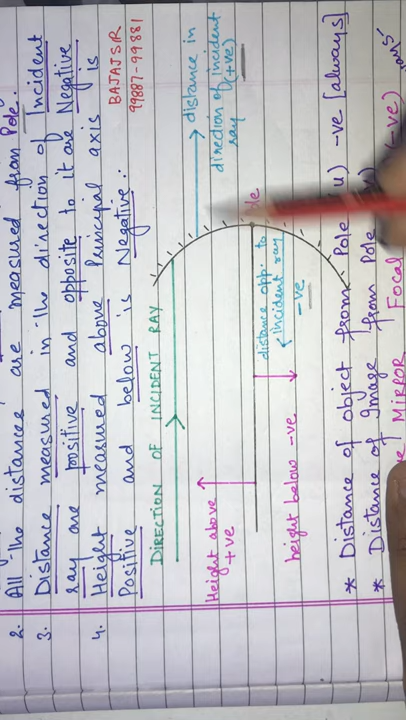 2. All the distances are measured from Pole.
3. Distance measured in the direction of Incident
ray are positive and opposite to it are Negative
4. Height measured above Principal axis is
Positive and below is Negative.
BAJAJSIR
99887-99881
DIRECTION OF INCIDENT RAY
distance in
direction of incident
ray (+ve)
Height above
+ve
distance opp. to
incident ray
-ve
height below -ve
* Distance of object from Pole (u) -ve [always]
* Distance of Image from Pole
MIRROR FOCAL (-ve)